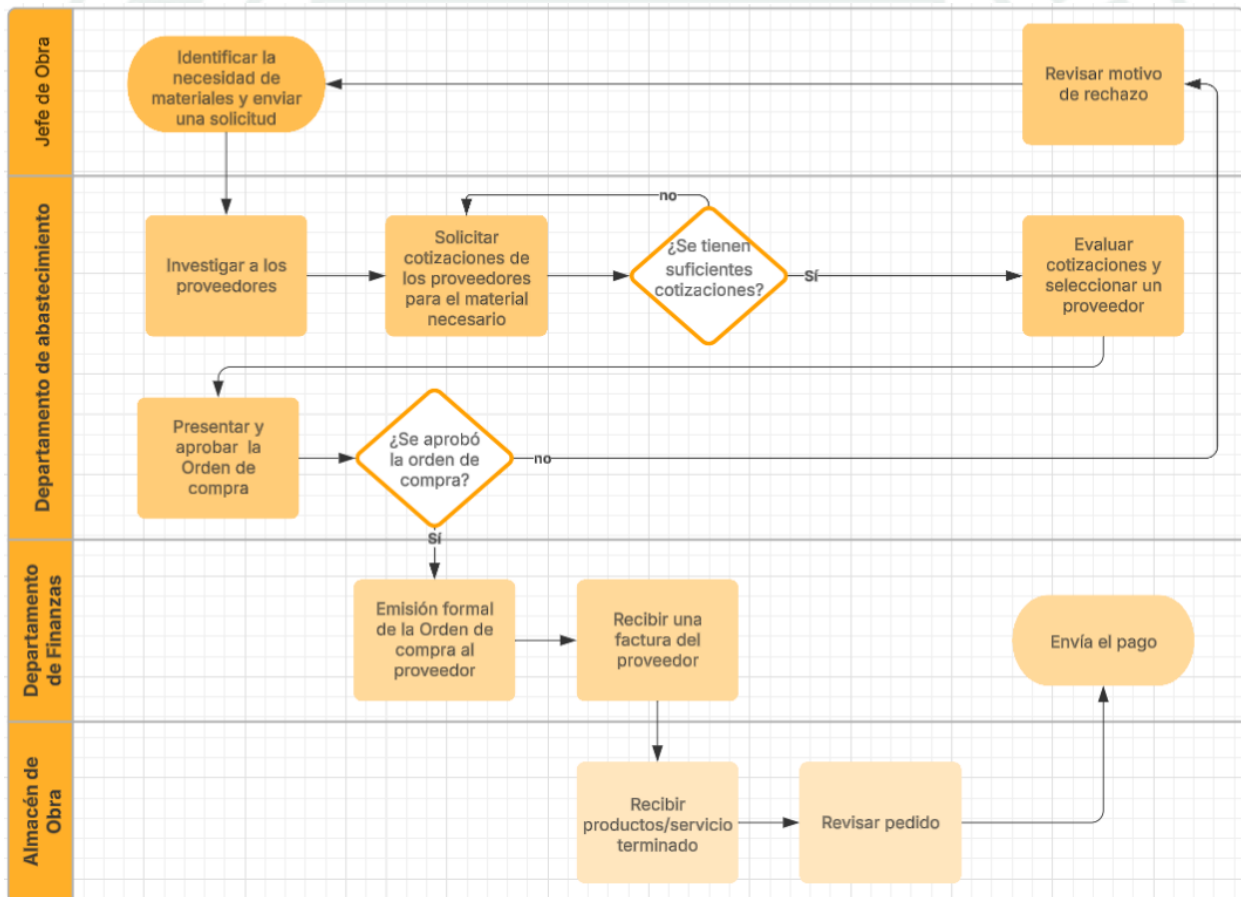 Jefe de Obra
Identificar la
necesidad de
materiales y enviar
una solicitud
Revisar motivo
de rechazo
Departamento de abastecimiento
Investigar a los
proveedores
Solicitar
cotizaciones de
los proveedores
para el material
necesario
no
¿Se tienen
suficientes
cotizaciones?
Sí
Evaluar
cotizaciones y
seleccionar un
proveedor
Presentar y
aprobar la
Orden de
compra
¿Se aprobó
la orden de
compra?
no
Sí
Departamento
de Finanzas
Emisión formal
de la Orden de
compra al
proveedor
Recibir una
factura del
proveedor
Envía el pago
Almacén de
Obra
Recibir
productos/servicio
terminado
Revisar pedido